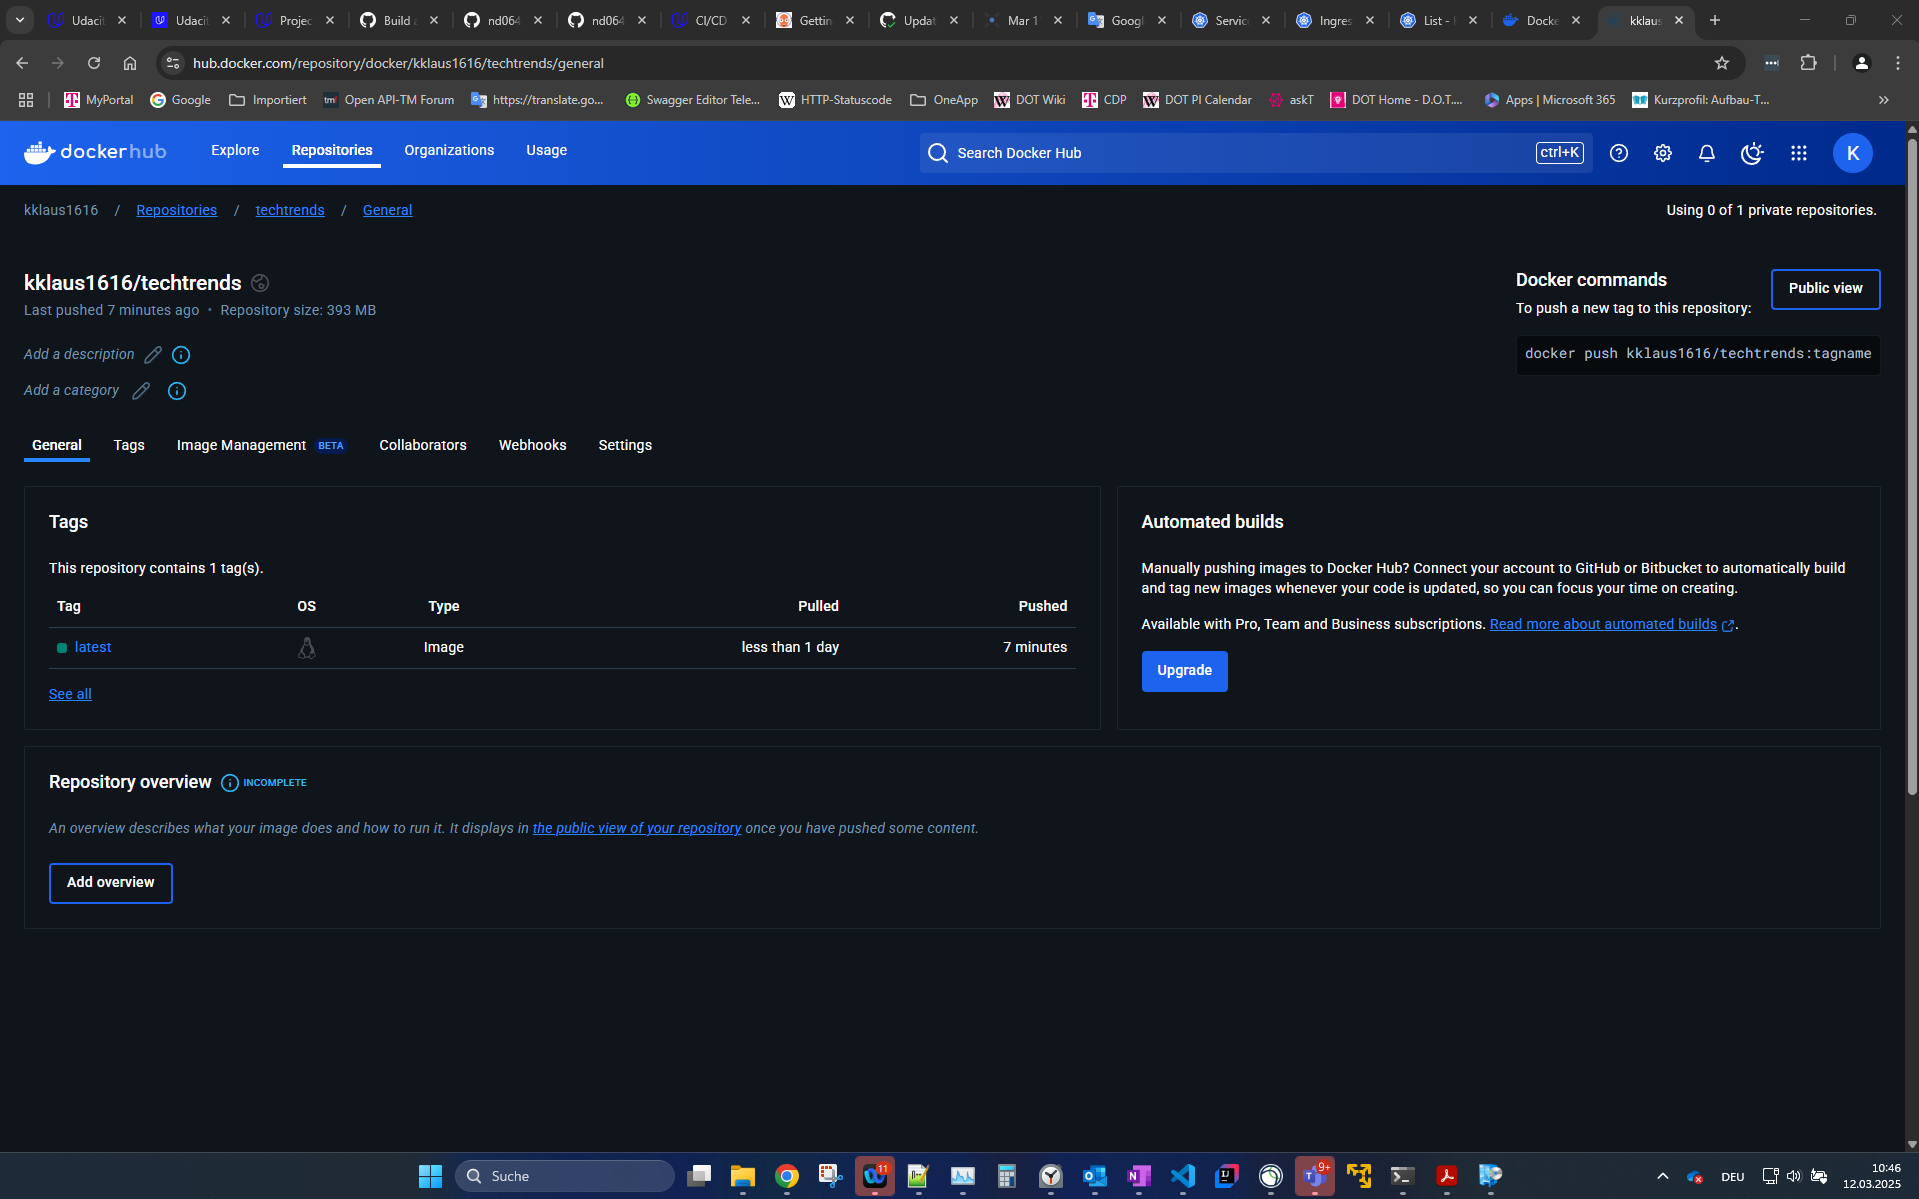 Udacit
Udacit
Projec
Build a
nd064
nd064
CI/CD
Gettin
Updat
Mar 1
Googl
Servic
Ingres
List -
Docke
kklaus
hub.docker.com/repository/docker/kklaus1616/techtrends/general
MyPortal
Google
Importiert
Open API-TM Forum
https://translate.go...
Swagger Editor Tele...
HTTP-Statuscode
OneApp
DOT Wiki
CDP
DOT PI Calendar
askT
DOT Home - D.O.T....
Apps | Microsoft 365
Kurzprofil: Aufbau-T...
dockerhub
Explore
Repositories
Organizations
Usage
Search Docker Hub
ctrl+K
K
kklaus1616 / Repositories / techtrends / General
Using 0 of 1 private repositories.
kklaus1616/techtrends
Last pushed 7 minutes ago • Repository size: 393 MB
Add a description
Add a category
Docker commands
To push a new tag to this repository:
Public view
docker push kklaus1616/techtrends:tagname
General
Tags
Image Management BETA
Collaborators
Webhooks
Settings
Tags
This repository contains 1 tag(s).
Tag OS Type Pulled Pushed
latest Image less than 1 day 7 minutes
See all
Automated builds
Manually pushing images to Docker Hub? Connect your account to GitHub or Bitbucket to automatically build
and tag new images whenever your code is updated, so you can focus your time on creating.
Available with Pro, Team and Business subscriptions. Read more about automated builds .
Upgrade
Repository overview INCOMPLETE
An overview describes what your image does and how to run it. It displays in the public view of your repository once you have pushed some content.
Add overview
Suche
11
9+
DEU
10:46
12.03.2025